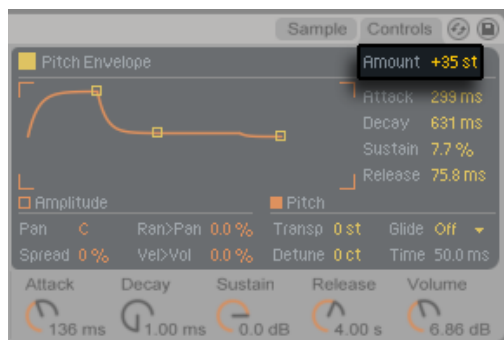 Sample Controls
Pitch Envelope Amount +35 st
Attack 299 ms
Decay 631 ms
Sustain 7.7 %
Release 75.8 ms
Amplitude Pitch
Pan C Ran>Pan 0.0 % Transp 0 st Glide Off
Spread 0 % Vel>Vol 0.0 % Detune 0 ct Time 50.0 ms
Attack Decay Sustain Release Volume
136 ms 1.00 ms 0.0 dB 4.00 s 6.86 dB